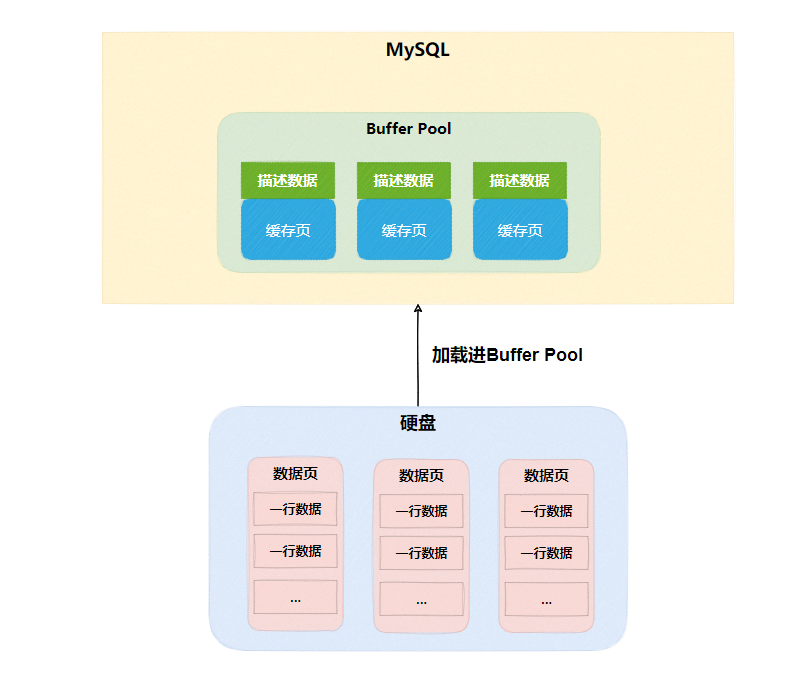 MySQL
Buffer Pool
描述数据 描述数据 描述数据
缓存页 缓存页 缓存页
加载进Buffer Pool
硬盘
数据页 数据页 数据页
一行数据 一行数据 一行数据
一行数据 一行数据 一行数据
... ... ...